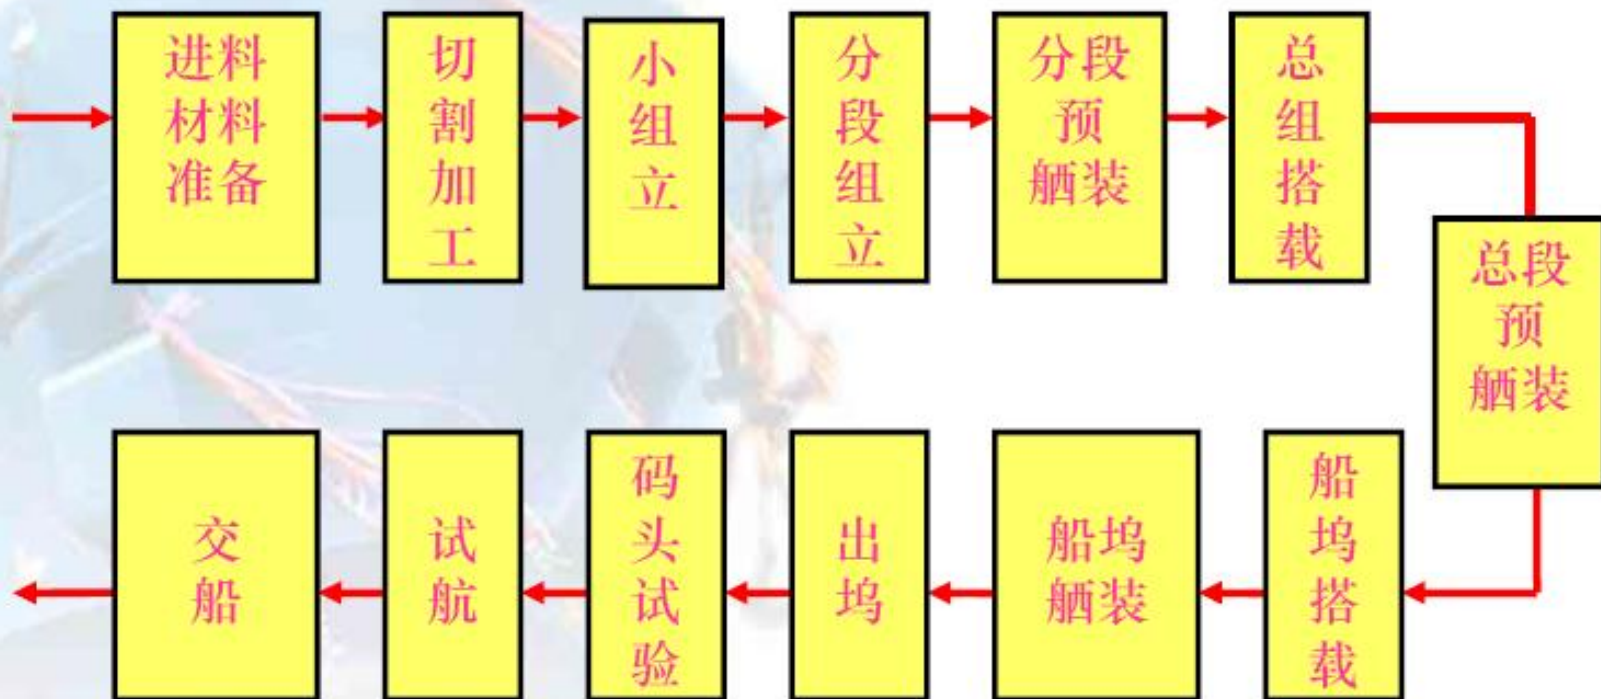 进料
材料
准备
切割加工
小组立
分段组立
分段
预
舾装
总组搭载
总段
预
舾装
船坞搭载
船坞
舾装
出坞
码头试验
试航
交船